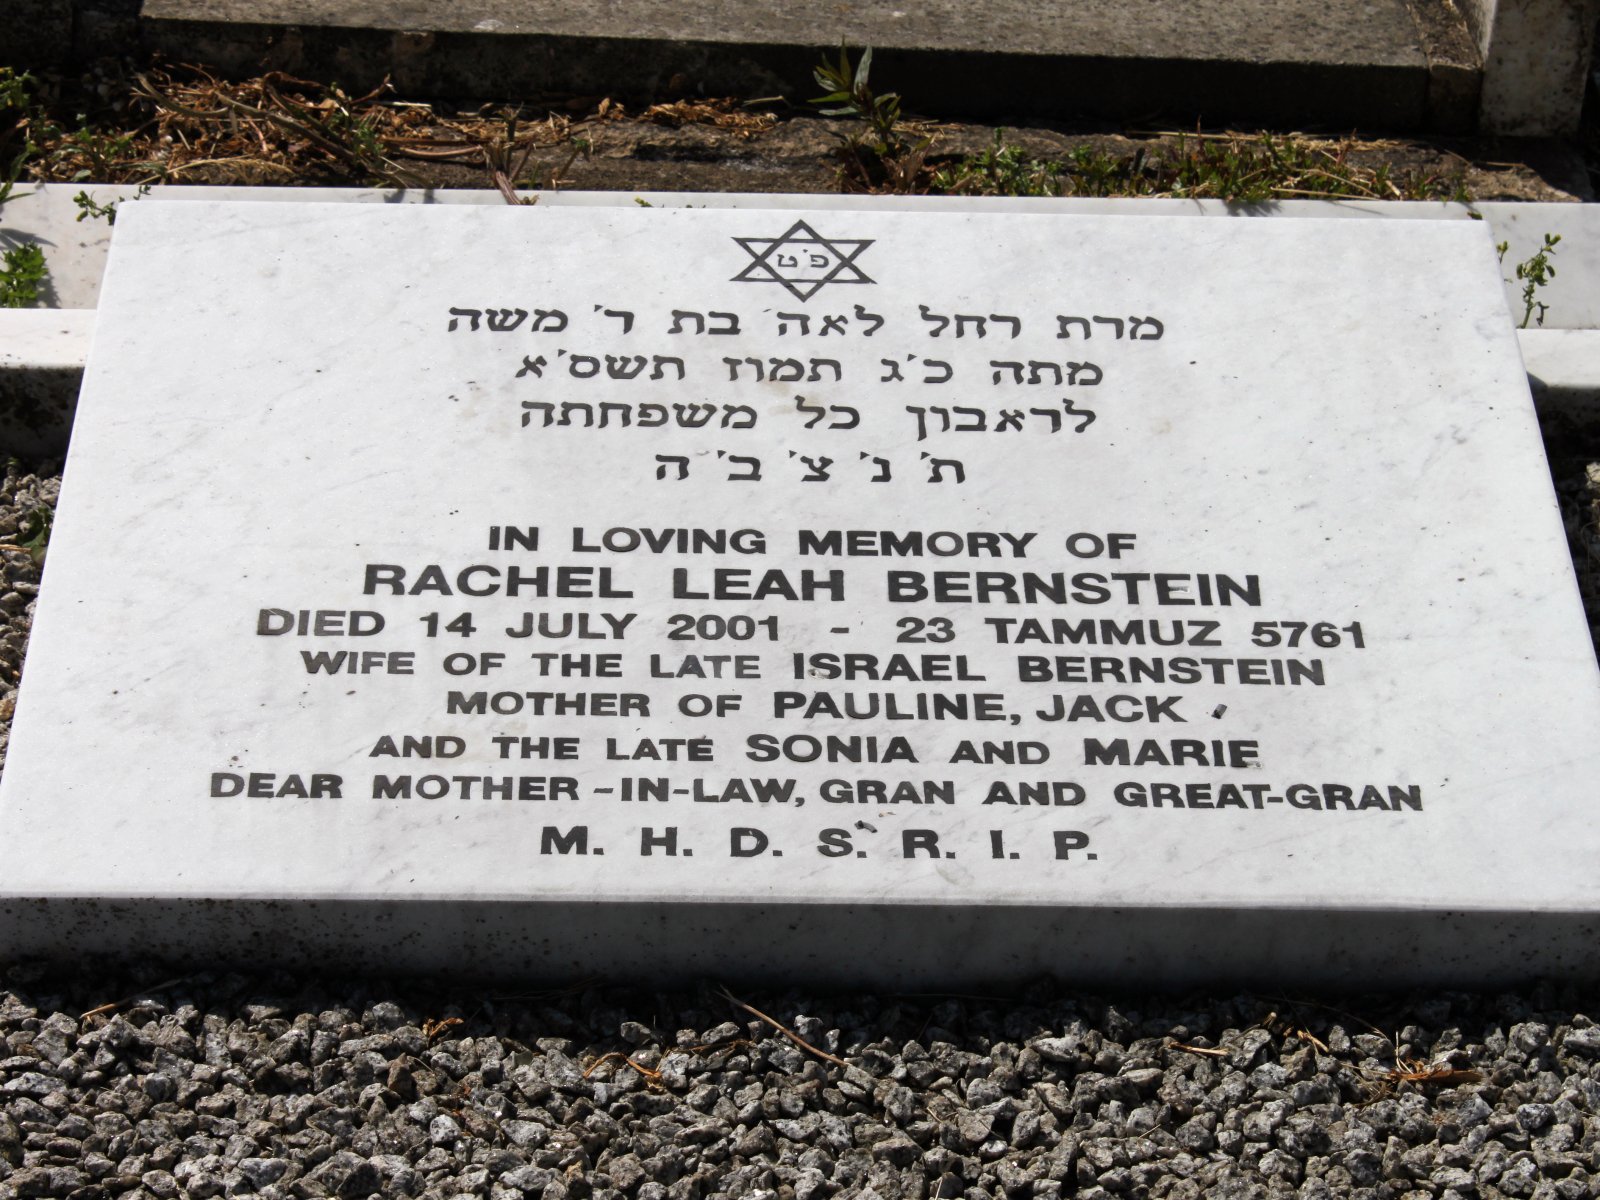 פ'ט
מרת רחל לאה בת ר' משה
מתה כ'ג תמוז תשס'א
לראבון כל משפחתה
ת' נ' צ' ב' ה
IN LOVING MEMORY OF
RACHEL LEAH BERNSTEIN
DIED 14 JULY 2001 - 23 TAMMUZ 5761
WIFE OF THE LATE ISRAEL BERNSTEIN
MOTHER OF PAULINE, JACK
AND THE LATE SONIA AND MARIE
DEAR MOTHER-IN-LAW, GRAN AND GREAT-GRAN
M. H. D. S. R. I. P.